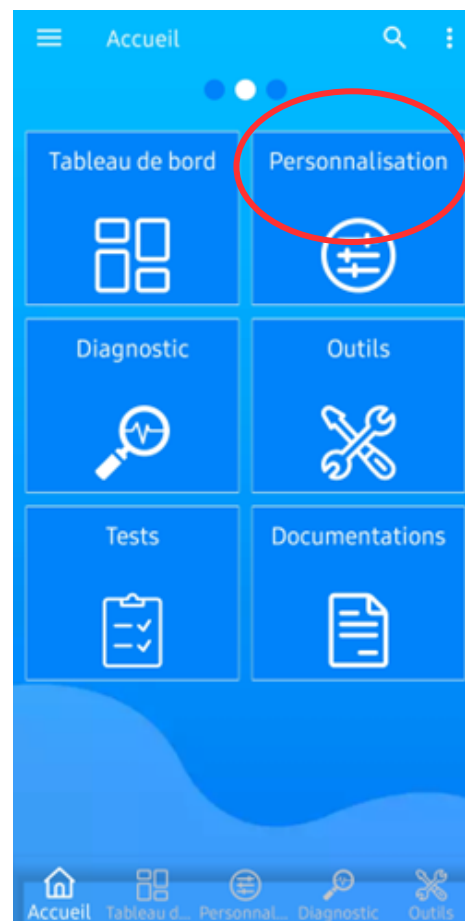 Accueil
Tableau de bord
Personnalisation
Diagnostic
Outils
Tests
Documentations
Accueil Tableau d... Personnal... Diagnostic Outils